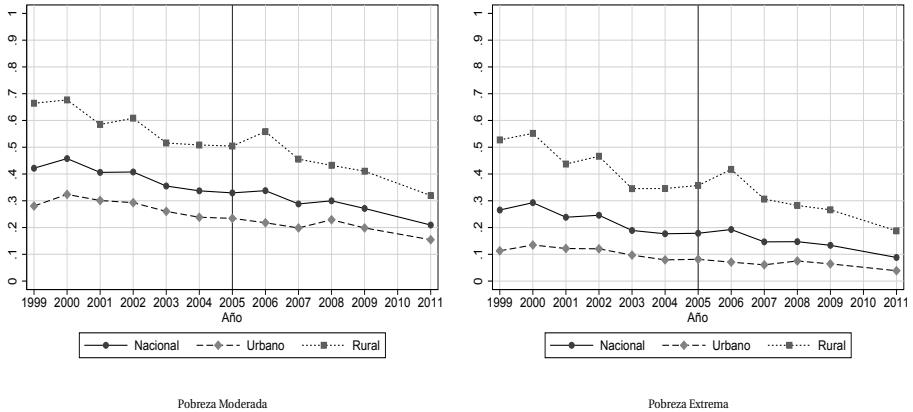 1
.9
.8
.7
.6
.5
.4
.3
.2
.1
0
1999 2000 2001 2002 2003 2004 2005 2006 2007 2008 2009 2010 2011
Año
Nacional Urbano Rural
Pobreza Moderada
1
.9
.8
.7
.6
.5
.4
.3
.2
.1
0
1999 2000 2001 2002 2003 2004 2005 2006 2007 2008 2009 2010 2011
Año
Nacional Urbano Rural
Pobreza Extrema